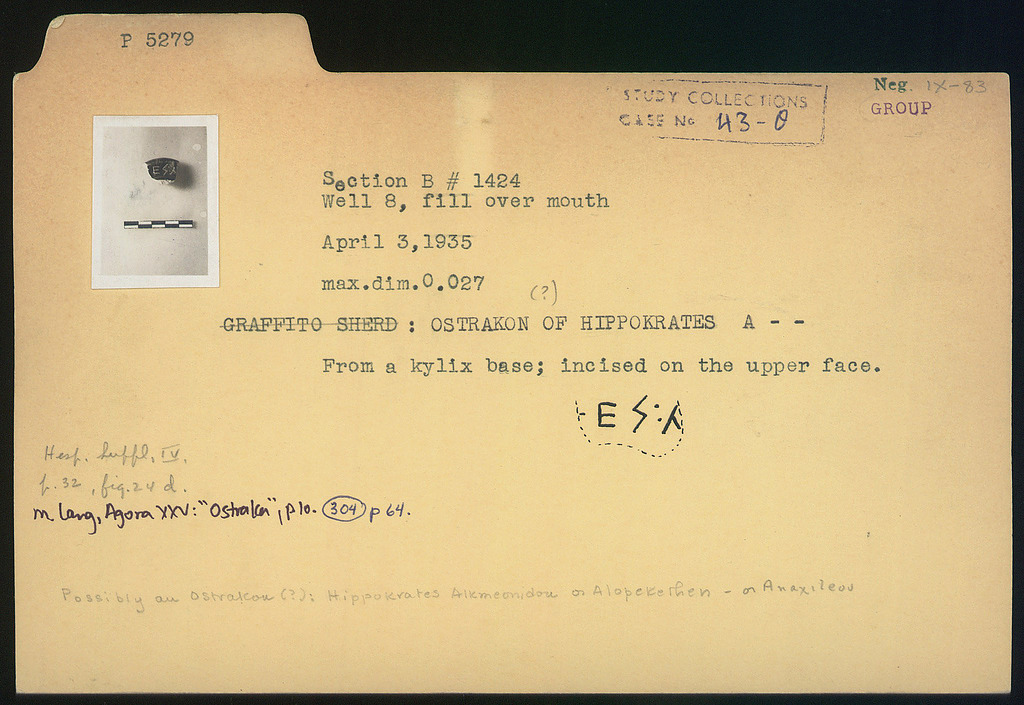 P 5279
Neg. IX-83
GROUP
STUDY COLLECTIONS
CASE No 43-θ
Section B # 1424
Well 8, fill over mouth
April 3,1935
max.dim.0.027
(?)
GRAFFITO SHERD : OSTRAKON OF HIPPOKRATES A - -
From a kylix base; incised on the upper face.
Hesp. Suppl. IV.
p. 32, fig. 24 d.
M. Lang, Agora XXV: "Ostraka", p 10. 304 p 64.
Possibly an ostrakon (?): Hippokrates Alkmeonidou or Alopekethen - or Anaxileou